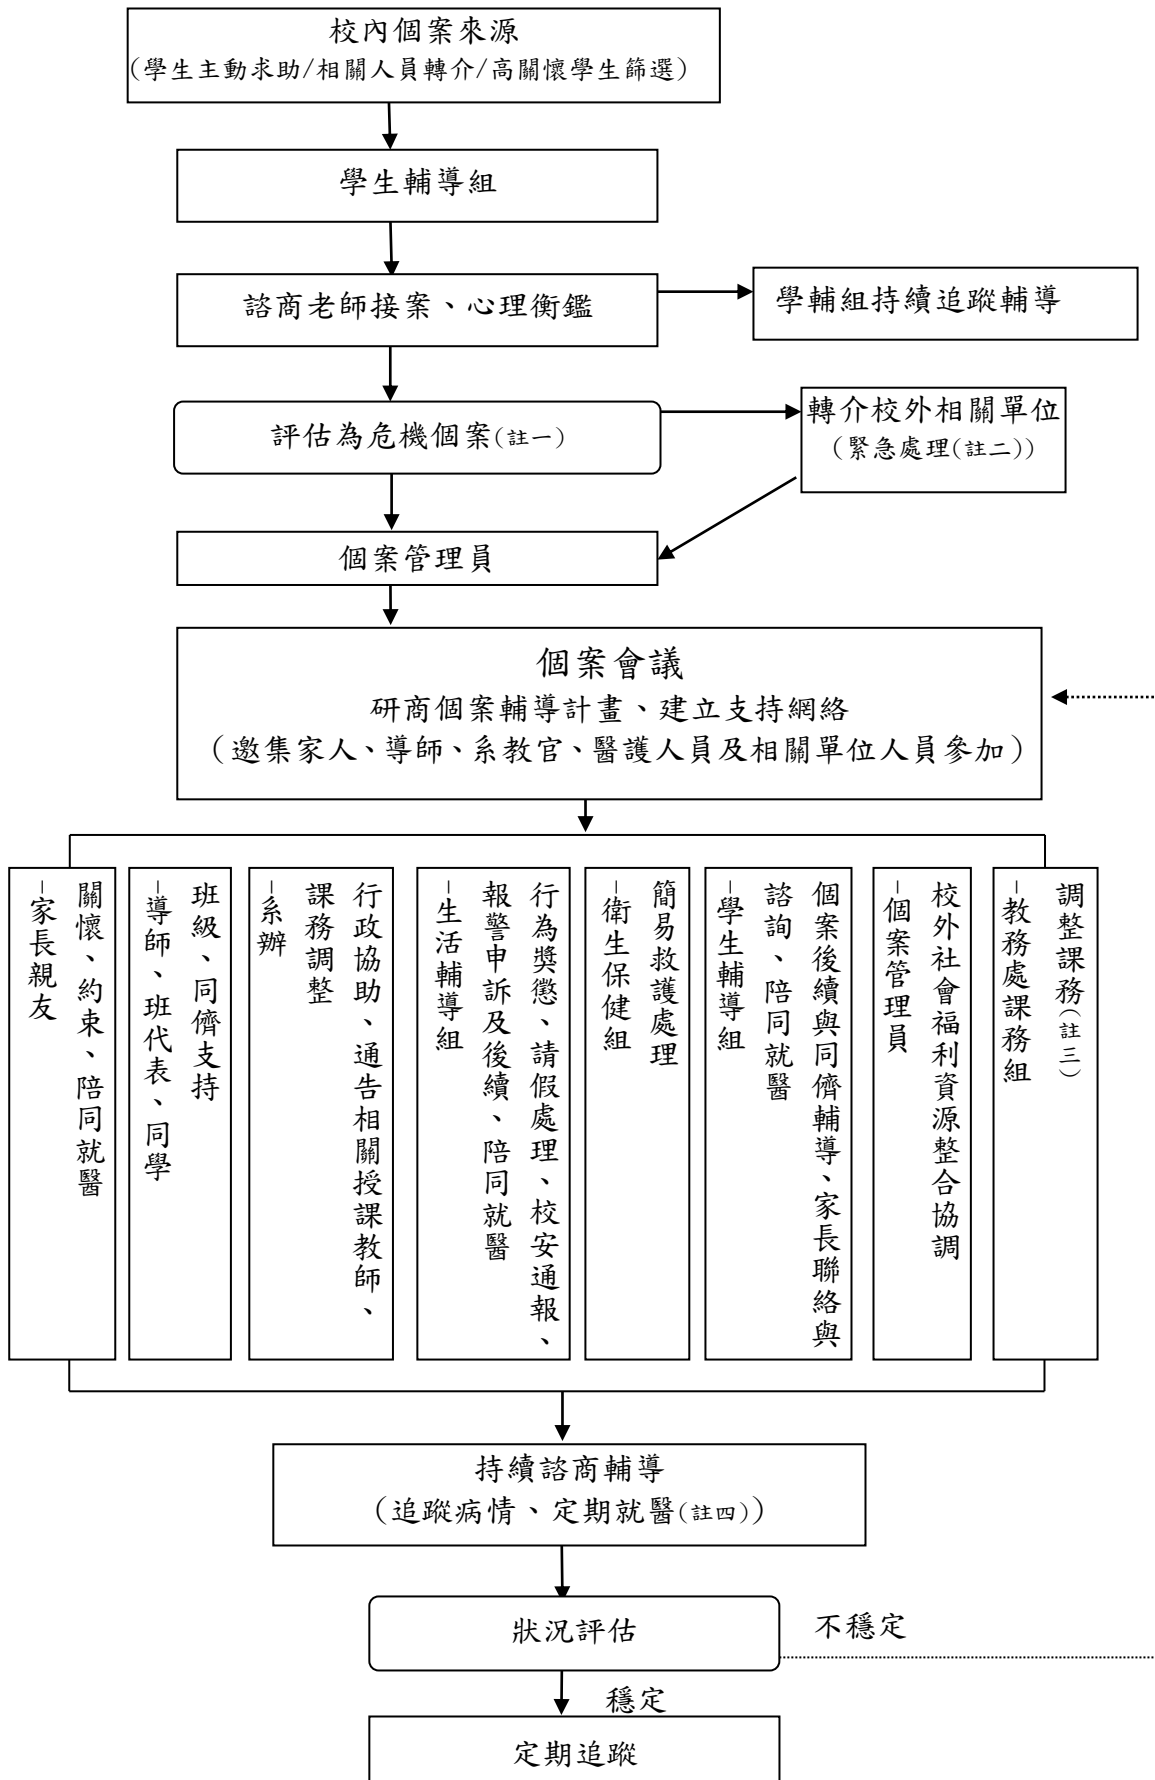 校內個案來源
(學生主動求助/相關人員轉介/高關懷學生篩選)
學生輔導組
諮商老師接案、心理衡鑑
學輔組持續追蹤輔導
評估為危機個案(註一)
轉介校外相關單位
(緊急處理(註二))
個案管理員
個案會議
研商個案輔導計畫、建立支持網絡
(邀集家人、導師、系教官、醫護人員及相關單位人員參加)
調整課務(註三)
–教務處課務組
校外社會福利資源整合協調
–個案管理員
個案後續與同儕輔導、家長聯絡與
諮詢、陪同就醫
–學生輔導組
簡易救護處理
–衛生保健組
行為獎懲、請假處理、校安通報、
報警申訴及後續、陪同就醫
–生活輔導組
行政協助、通告相關授課教師、
課務調整
–系辦
班級、同儕支持
–導師、班代表、同學
關懷、約束、陪同就醫
–家長親友
持續諮商輔導
(追蹤病情、定期就醫(註四))
狀況評估
不穩定
穩定
定期追蹤